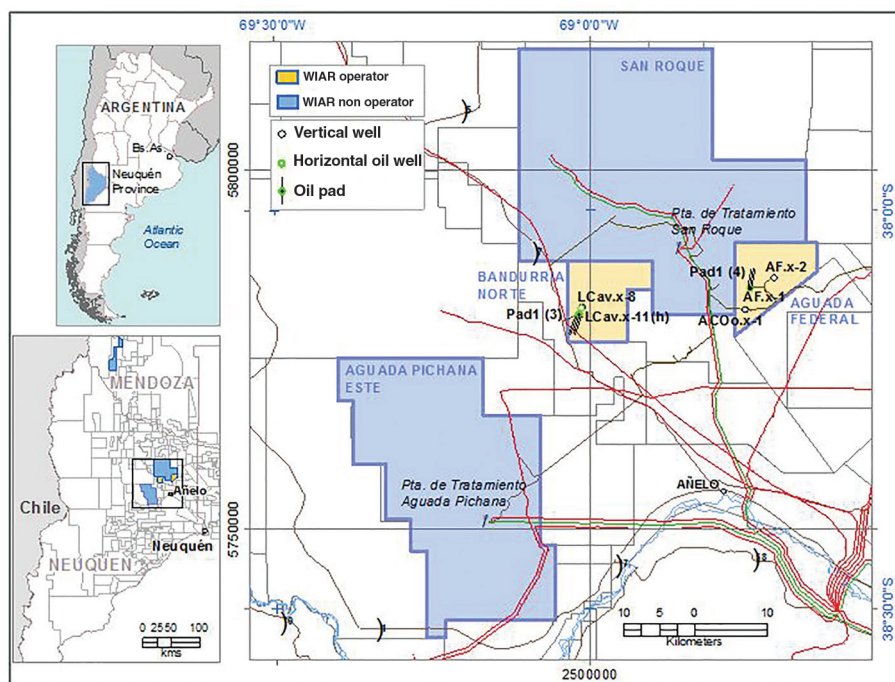 69°30'0"W
69°0'0"W
ARGENTINA
Bs.As
Neuquén
Province
Atlantic
Ocean
WIAR operator
WIAR non operator
Vertical well
Horizontal oil well
Oil pad
SAN ROQUE
5800000
38°0'0"S
Pta. de Tratamiento
San Roque
Pad1 (4)
AF.x-2
AF.x-1
BANDURRIA
NORTE
LCav.x-8
Pad1 (3)
LCav.x-11(h)
ACOo.x-1
AGUADA
FEDERAL
AGUADA PICHANA
ESTE
MENDOZA
Añelo
Chile
Neuquén
NEUQUEN
0 2550 100
kms
Pta. de Tratamiento
Aguada Pichana
AÑELO
5750000
7
8
38°30'0"S
10 5 0 10
Kilometers
2500000